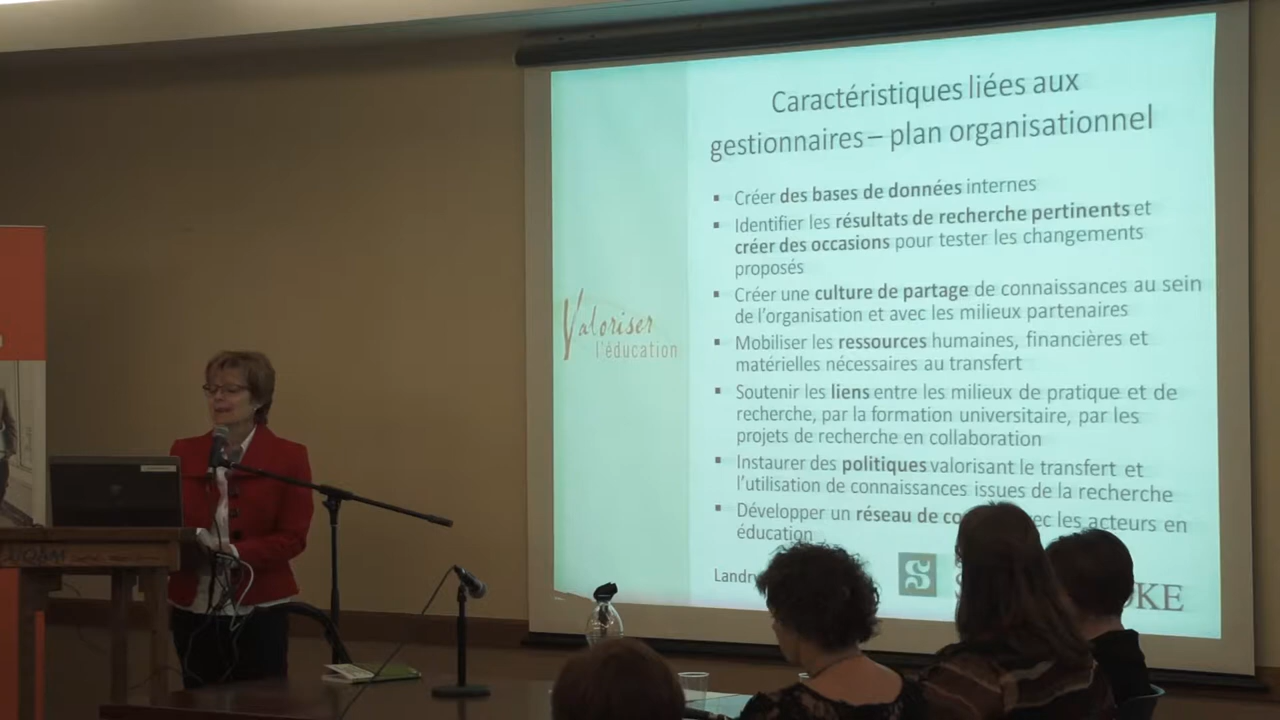 Caractéristiques liées aux
gestionnaires – plan organisationnel
▪ Créer des bases de données internes
▪ Identifier les résultats de recherche pertinents et
créer des occasions pour tester les changements
proposés
▪ Créer une culture de partage de connaissances au sein
de l'organisation et avec les milieux partenaires
▪ Mobiliser les ressources humaines, financières et
matérielles nécessaires au transfert
▪ Soutenir les liens entre les milieux de pratique et de
recherche, par la formation universitaire, par les
projets de recherche en collaboration
▪ Instaurer des politiques valorisant le transfert et
l'utilisation de connaissances issues de la recherche
▪ Développer un réseau de les acteurs en
éducation
Valoriser
l'éducation
UQAM